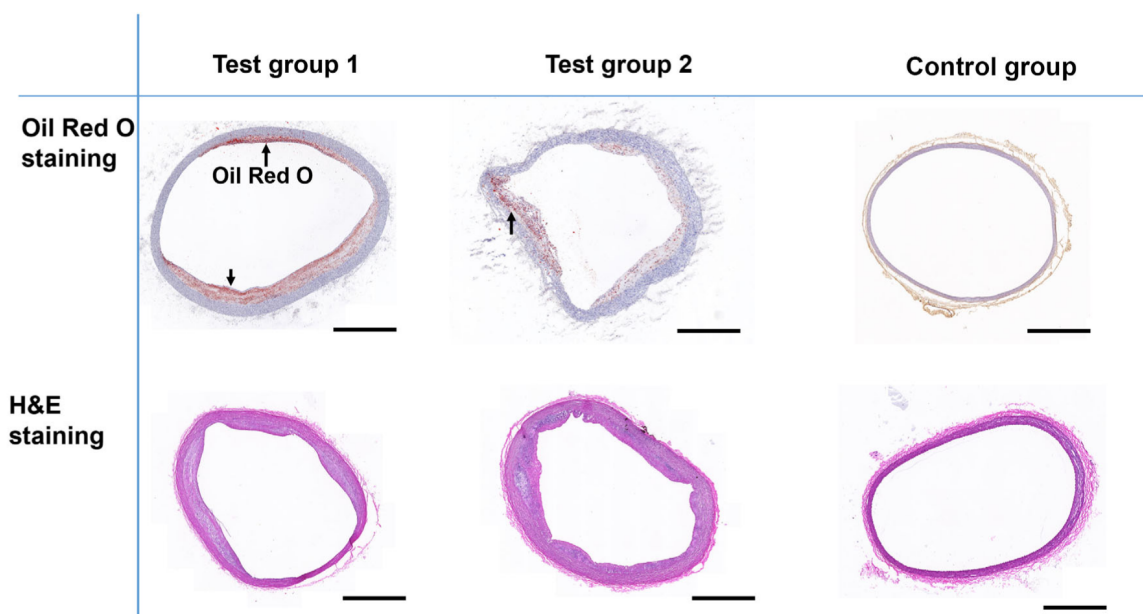 Test group 1
Test group 2
Control group
Oil Red O
staining
Oil Red O
H&E
staining